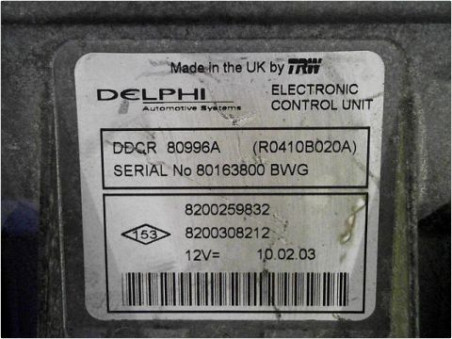 Made in the UK by TRW
DELPHI
Automotive Systems
ELECTRONIC
CONTROL UNIT
DDCR 80996A (R0410B020A)
SERIAL No 80163800 BWG
8200259832
153 8200308212
12V= 10.02.03